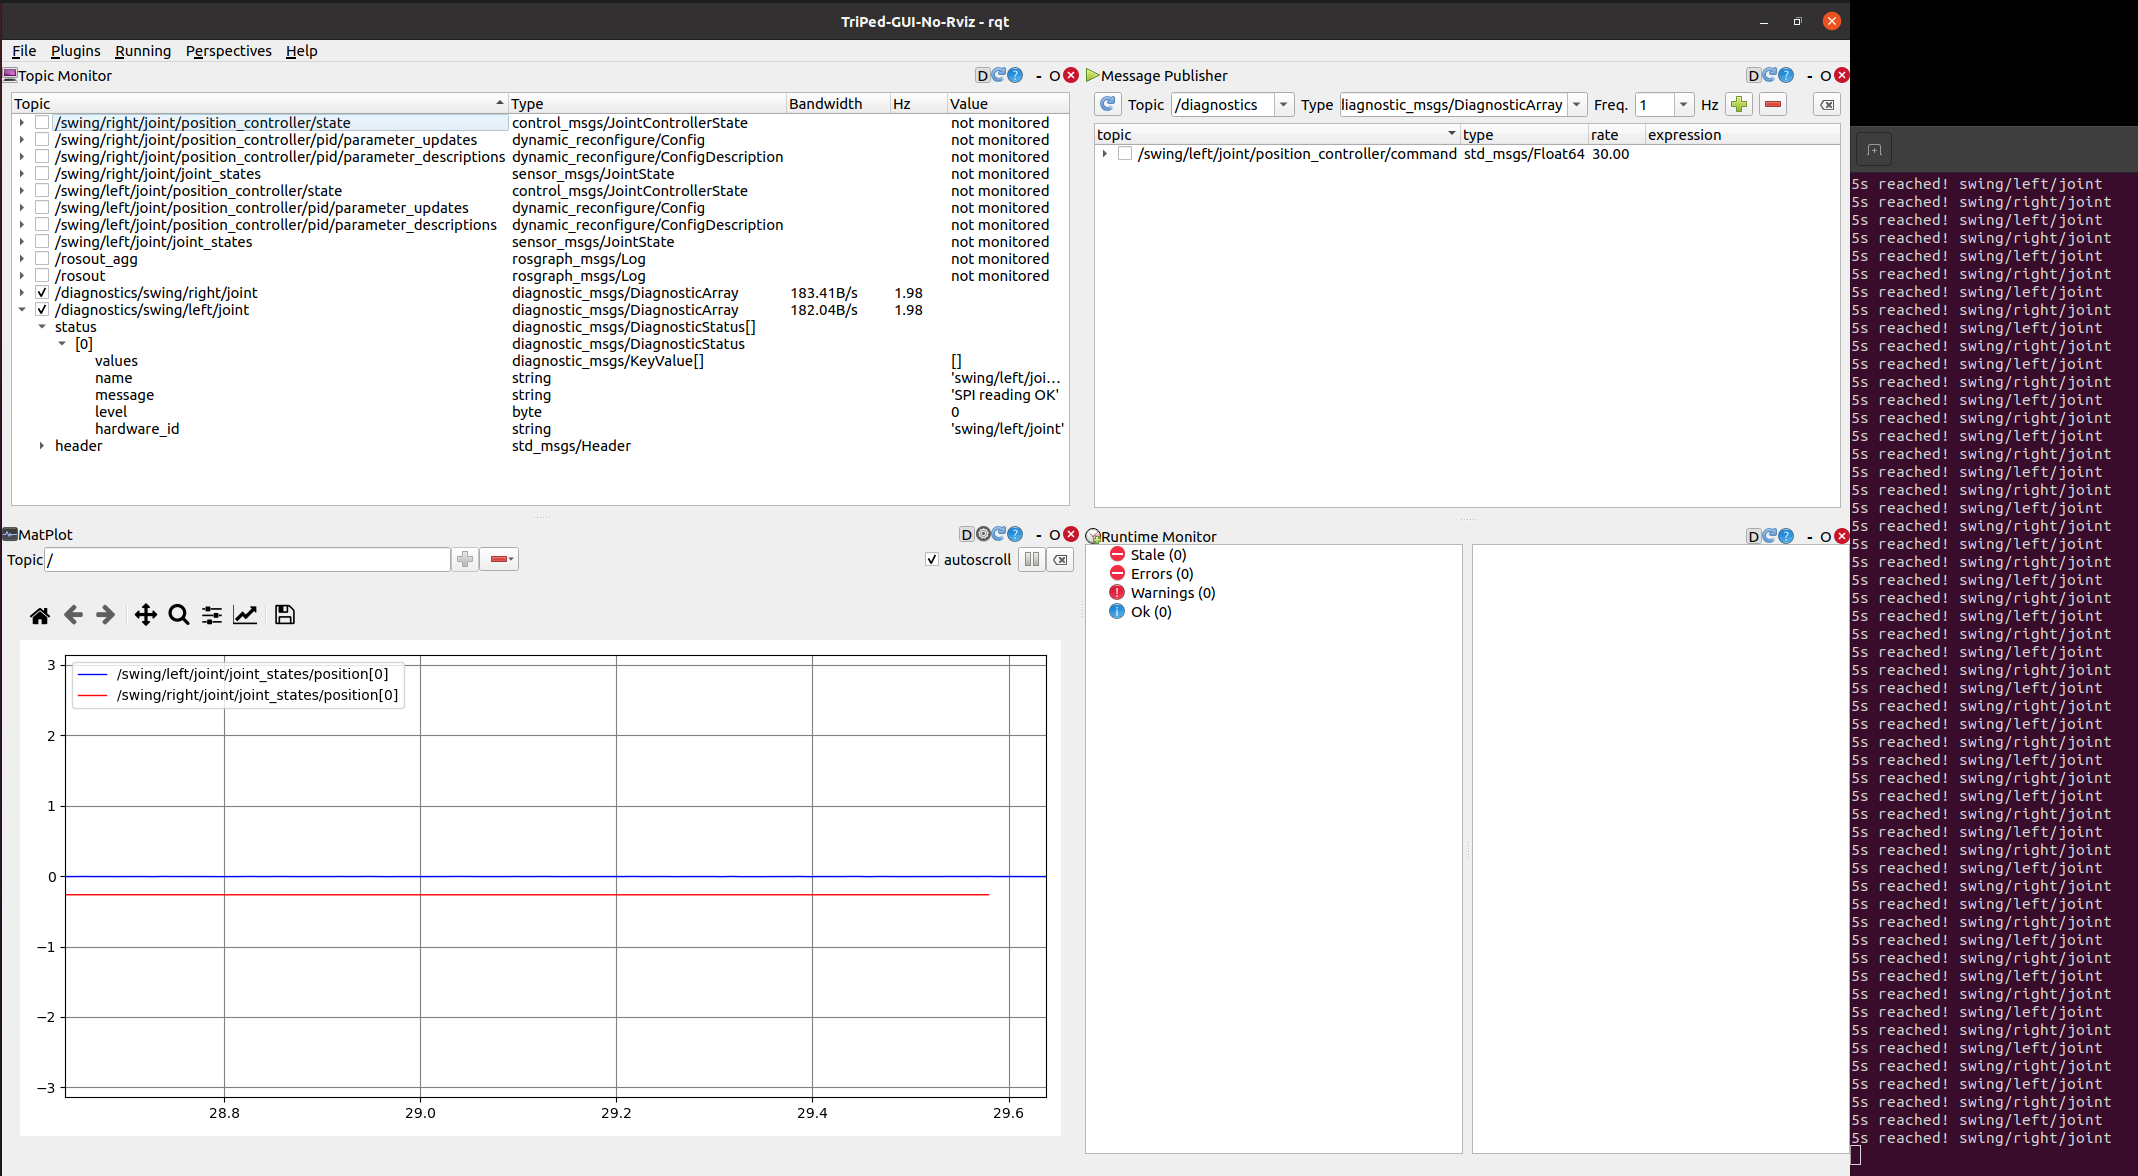 TriPed-GUI-No-Rviz - rqt
File Plugins Running Perspectives Help
Topic Monitor
D - O
Topic Type Bandwidth Hz Value
/swing/right/joint/position_controller/state control_msgs/JointControllerState not monitored
/swing/right/joint/position_controller/pid/parameter_updates dynamic_reconfigure/Config not monitored
/swing/right/joint/position_controller/pid/parameter_descriptions dynamic_reconfigure/ConfigDescription not monitored
/swing/right/joint/joint_states sensor_msgs/JointState not monitored
/swing/left/joint/position_controller/state control_msgs/JointControllerState not monitored
/swing/left/joint/position_controller/pid/parameter_updates dynamic_reconfigure/Config not monitored
/swing/left/joint/position_controller/pid/parameter_descriptions dynamic_reconfigure/ConfigDescription not monitored
/swing/left/joint/joint_states sensor_msgs/JointState not monitored
/rosout_agg rosgraph_msgs/Log not monitored
/rosout rosgraph_msgs/Log not monitored
/diagnostics/swing/right/joint diagnostic_msgs/DiagnosticArray 183.41B/s 1.98
/diagnostics/swing/left/joint diagnostic_msgs/DiagnosticArray 182.04B/s 1.98
status diagnostic_msgs/DiagnosticStatus[]
[0] diagnostic_msgs/DiagnosticStatus
values diagnostic_msgs/KeyValue[] []
name string 'swing/left/joi...
message string 'SPI reading OK'
level byte 0
hardware_id string 'swing/left/joint'
header std_msgs/Header
Message Publisher
D - O
Topic /diagnostics Type liagnostic_msgs/DiagnosticArray Freq. 1 Hz
topic type rate expression
/swing/left/joint/position_controller/command std_msgs/Float64 30.00
MatPlot
D - O
Topic / autoscroll
/swing/left/joint/joint_states/position[0]
/swing/right/joint/joint_states/position[0]
3
2
1
0
−1
−2
−3
28.8 29.0 29.2 29.4 29.6
Runtime Monitor
D - O
Stale (0)
Errors (0)
Warnings (0)
Ok (0)
5s reached! swing/left/joint
5s reached! swing/right/joint
5s reached! swing/left/joint
5s reached! swing/right/joint
5s reached! swing/left/joint
5s reached! swing/right/joint
5s reached! swing/left/joint
5s reached! swing/right/joint
5s reached! swing/left/joint
5s reached! swing/right/joint
5s reached! swing/left/joint
5s reached! swing/right/joint
5s reached! swing/left/joint
5s reached! swing/right/joint
5s reached! swing/left/joint
5s reached! swing/right/joint
5s reached! swing/left/joint
5s reached! swing/right/joint
5s reached! swing/left/joint
5s reached! swing/right/joint
5s reached! swing/left/joint
5s reached! swing/right/joint
5s reached! swing/left/joint
5s reached! swing/right/joint
5s reached! swing/left/joint
5s reached! swing/right/joint
5s reached! swing/left/joint
5s reached! swing/right/joint
5s reached! swing/left/joint
5s reached! swing/right/joint
5s reached! swing/left/joint
5s reached! swing/right/joint
5s reached! swing/left/joint
5s reached! swing/right/joint
5s reached! swing/left/joint
5s reached! swing/right/joint
5s reached! swing/left/joint
5s reached! swing/right/joint
5s reached! swing/left/joint
5s reached! swing/right/joint
5s reached! swing/left/joint
5s reached! swing/right/joint
5s reached! swing/left/joint
5s reached! swing/right/joint
5s reached! swing/left/joint
5s reached! swing/right/joint
5s reached! swing/left/joint
5s reached! swing/right/joint
5s reached! swing/left/joint
5s reached! swing/right/joint
5s reached! swing/left/joint
5s reached! swing/right/joint
5s reached! swing/left/joint
5s reached! swing/right/joint